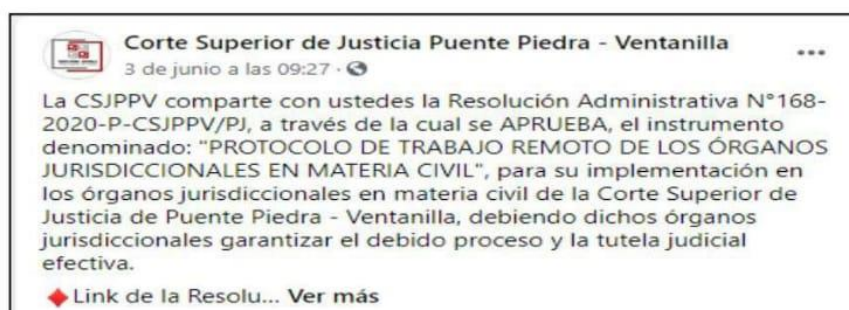 Corte Superior de Justicia Puente Piedra - Ventanilla
3 de junio a las 09:27 ·
La CSJPPV comparte con ustedes la Resolución Administrativa N°168-
2020-P-CSJPPV/PJ, a través de la cual se APRUEBA, el instrumento
denominado: "PROTOCOLO DE TRABAJO REMOTO DE LOS ÓRGANOS
JURISDICCIONALES EN MATERIA CIVIL", para su implementación en
los órganos jurisdiccionales en materia civil de la Corte Superior de
Justicia de Puente Piedra - Ventanilla, debiendo dichos órganos
jurisdiccionales garantizar el debido proceso y la tutela judicial
efectiva.
♦Link de la Resolu... Ver más